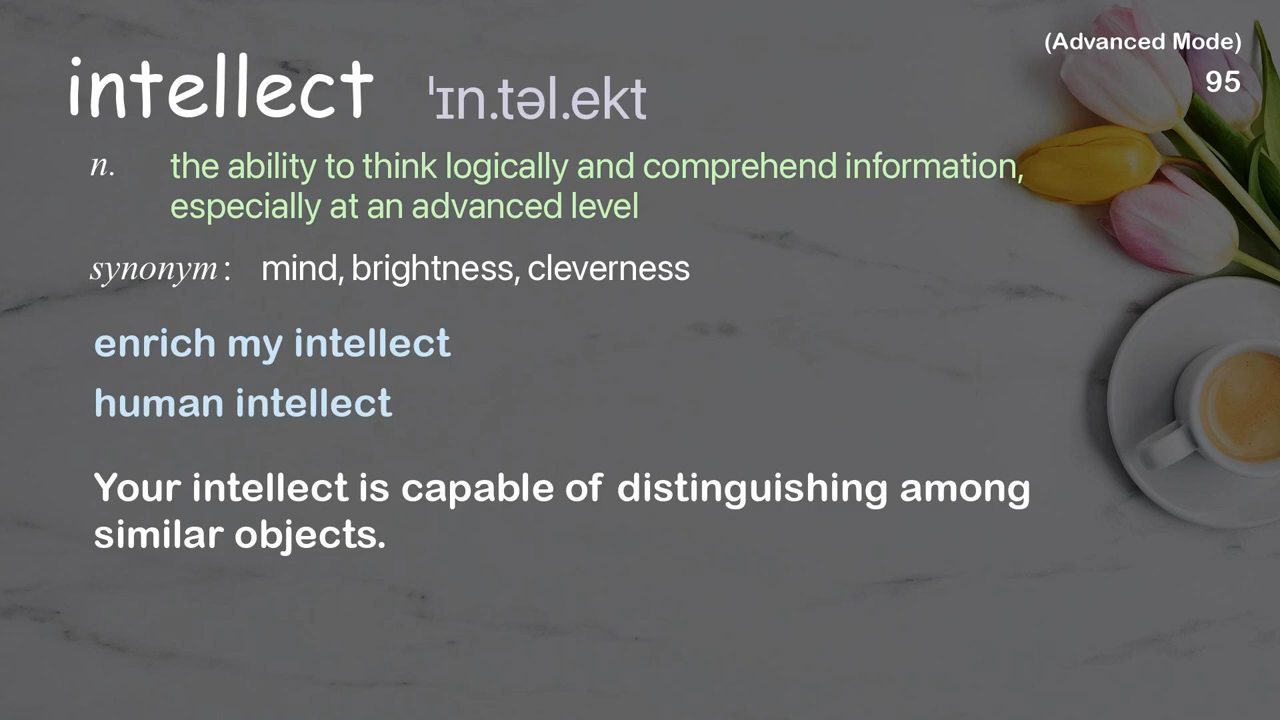 (Advanced Mode)
intellect ˈɪn.təl.ekt
95
n. the ability to think logically and comprehend information,
especially at an advanced level
synonym : mind, brightness, cleverness
enrich my intellect
human intellect
Your intellect is capable of distinguishing among
similar objects.